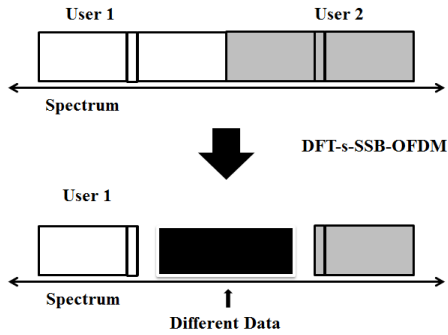 User 1
User 2
Spectrum
DFT-s-SSB-OFDM
User 1
Spectrum
Different Data